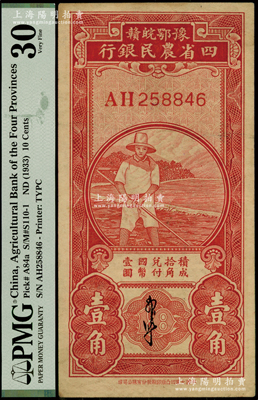 上海陽明拍賣
WWW.
30
Very Fine
China, Agricultural Bank of the Four Provinces
Pick# A84a S/M#S110-1 ND (1933) 10 Cents
S/N AH258846 - Printer: TYPC
PMG
PAPER MONEY GUARANTY
贛皖鄂豫
行銀民農省四
AH258846
積拾兌國壹
成角付幣圓
壹角
壹角
上海陽明拍賣